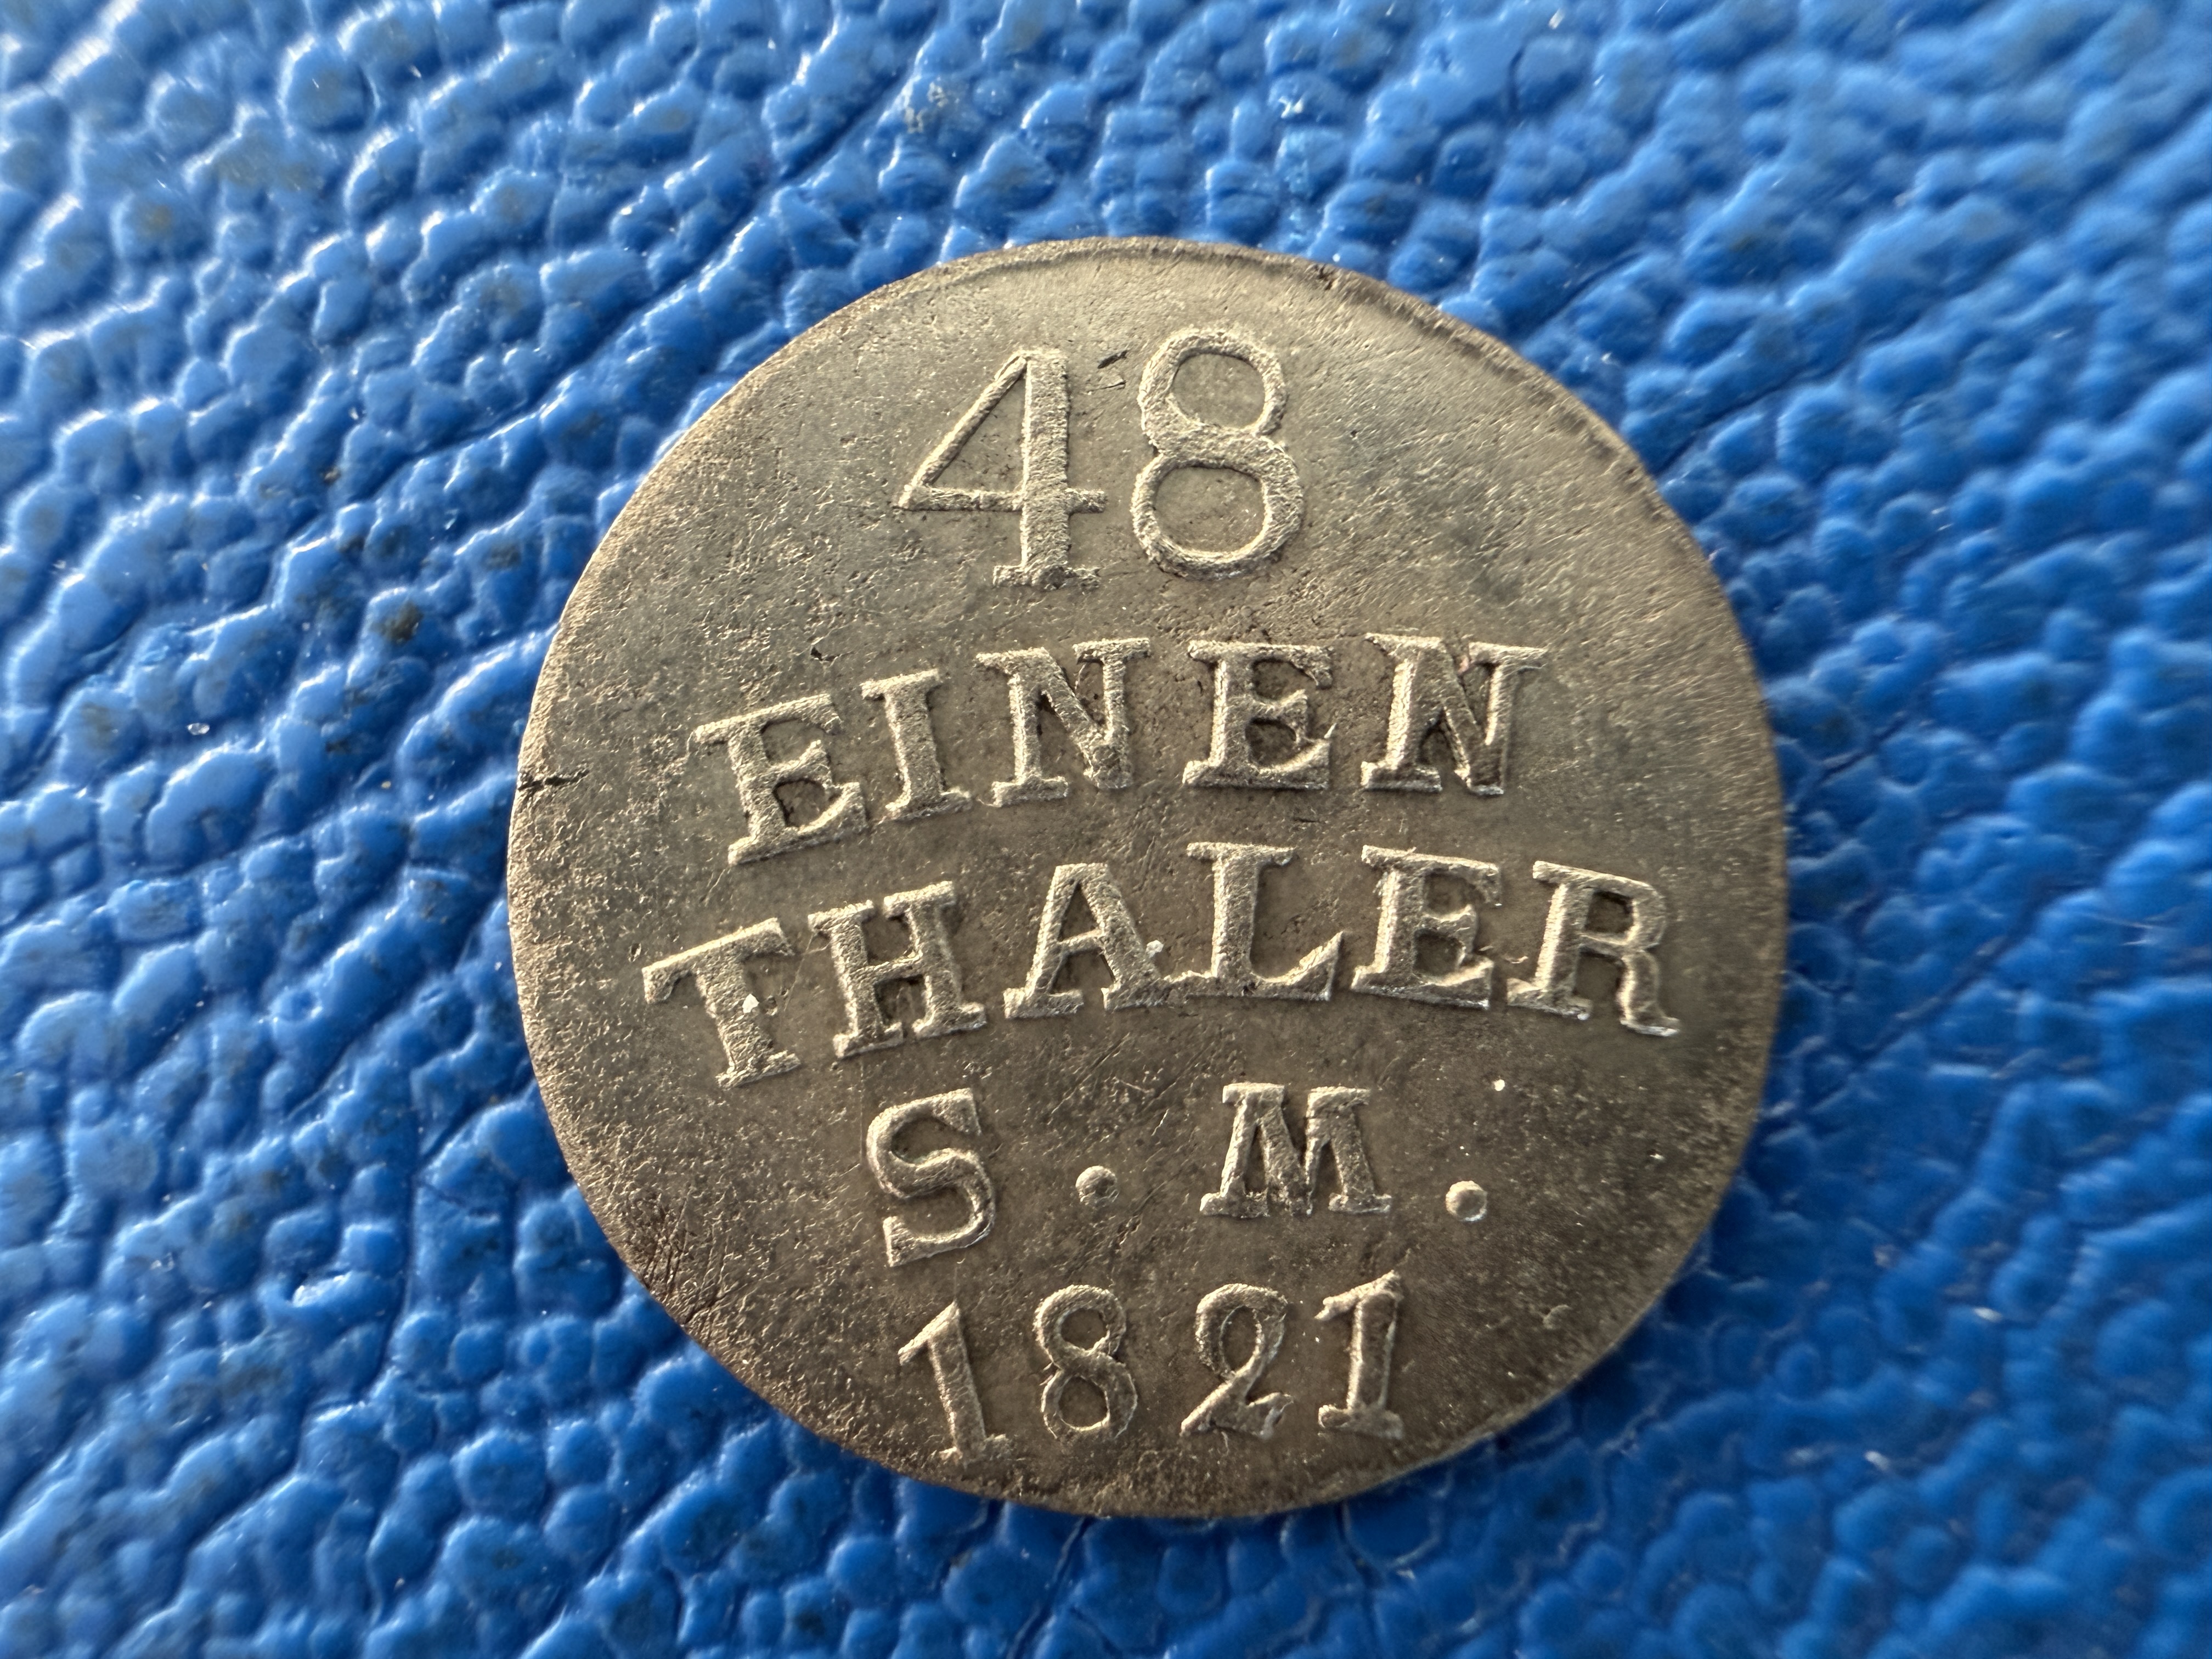 48
EINEN
THALER
S. M.
1821